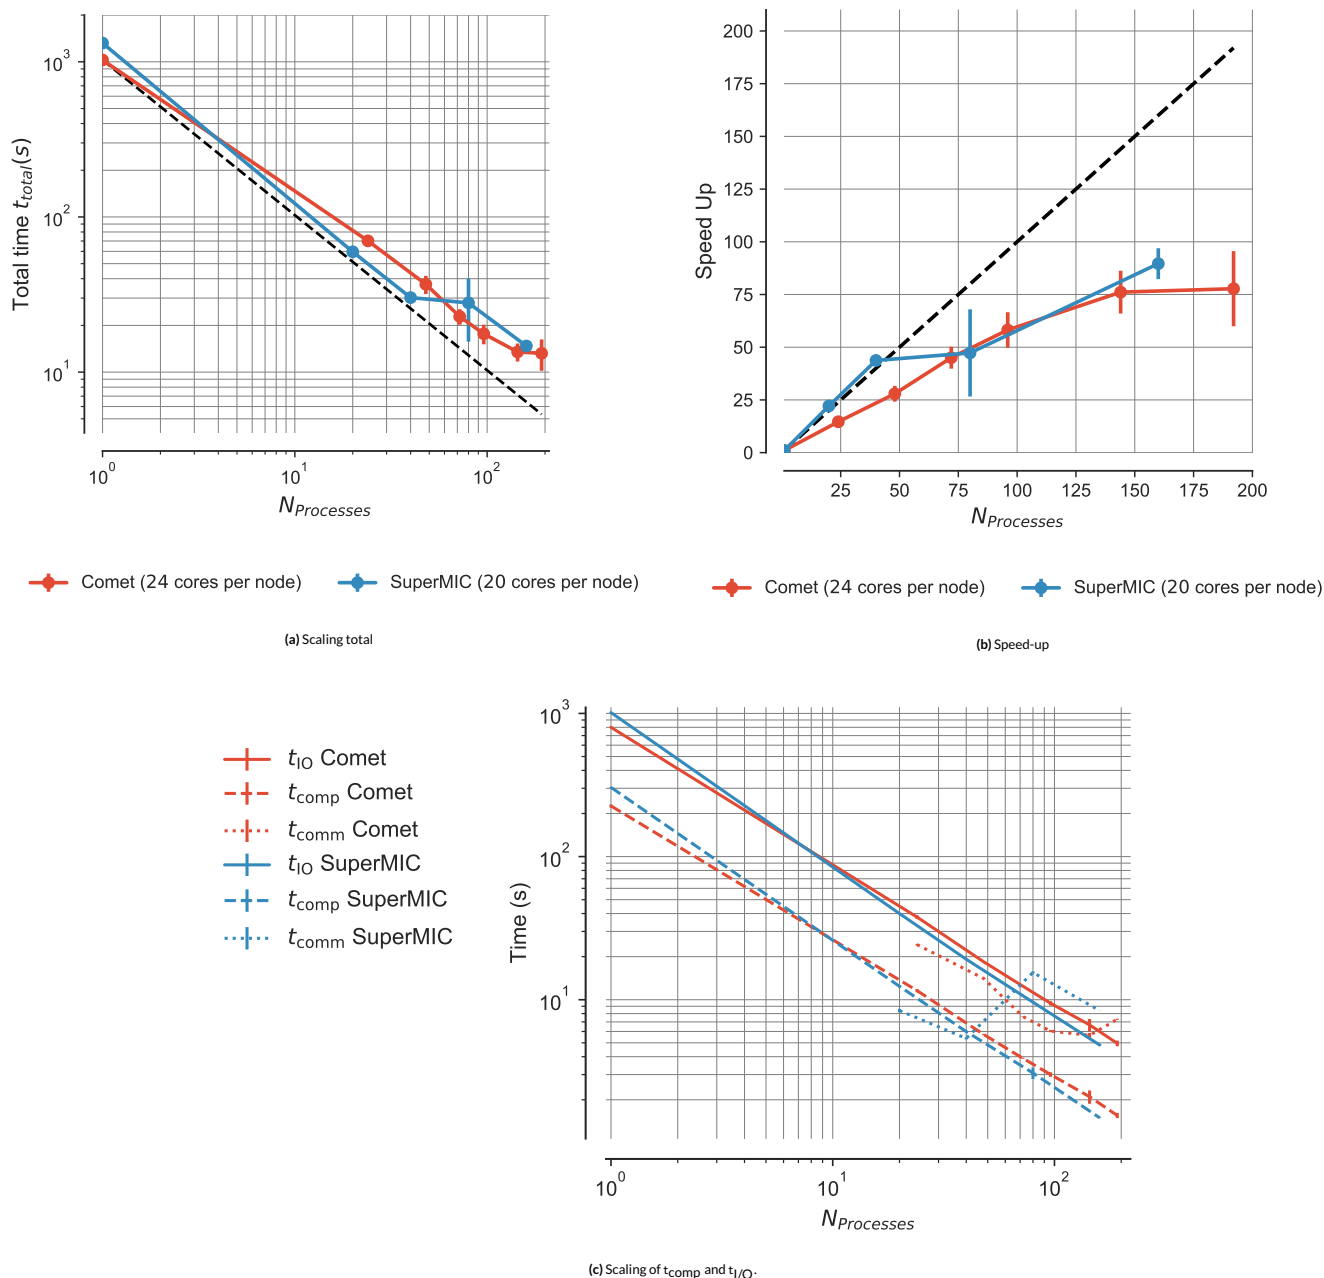 10^3
10^2
10^1
Total time t_total(s)
10^0 10^1 10^2
N_Processes
Comet (24 cores per node) SuperMIC (20 cores per node)
(a) Scaling total
200
175
150
125
100
75
50
25
0
Speed Up
25 50 75 100 125 150 175 200
N_Processes
Comet (24 cores per node) SuperMIC (20 cores per node)
(b) Speed-up
t_IO Comet
t_comp Comet
t_comm Comet
t_IO SuperMIC
t_comp SuperMIC
t_comm SuperMIC
10^3
10^2
10^1
Time (s)
10^0 10^1 10^2
N_Processes
(c) Scaling of t_comp and t_I/O.